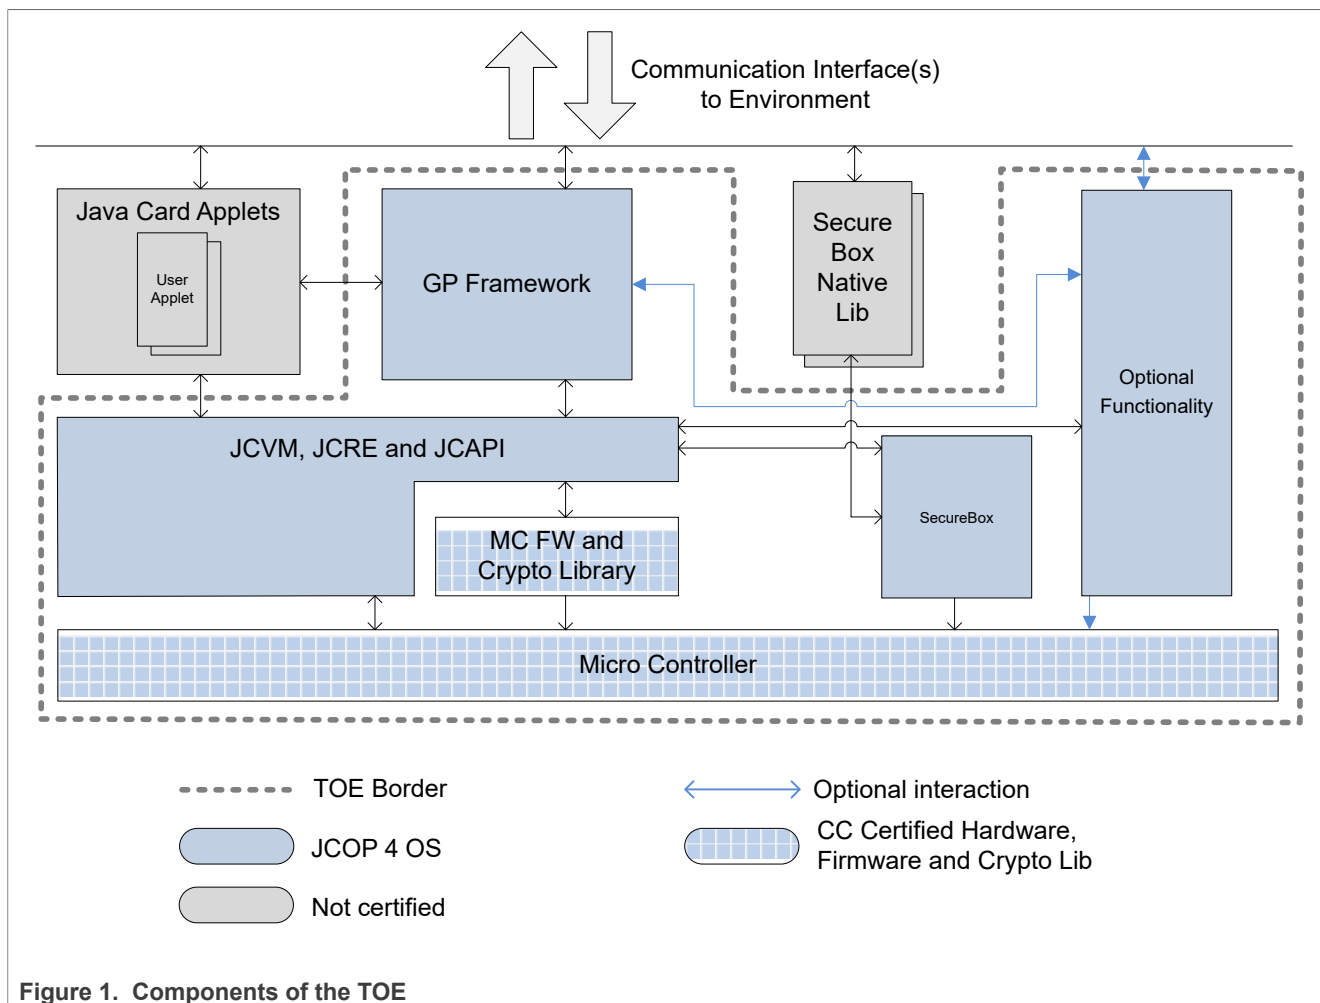 Communication Interface(s)
to Environment
Java Card Applets
User
Applet
GP Framework
Secure
Box
Native
Lib
Optional
Functionality
JCVM, JCRE and JCAPI
SecureBox
MC FW and
Crypto Library
Micro Controller
TOE Border
Optional interaction
JCOP 4 OS
CC Certified Hardware,
Firmware and Crypto Lib
Not certified
Figure 1. Components of the TOE